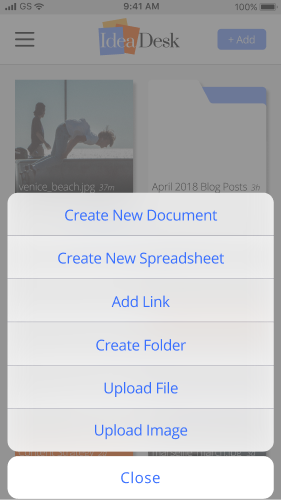 GS 9:41 AM 100%
IdeaDesk
+ Add
venice_beach.jpg 37m
April 2018 Blog Posts 3h
Create New Document
Create New Spreadsheet
Add Link
Create Folder
Upload File
Upload Image
Close